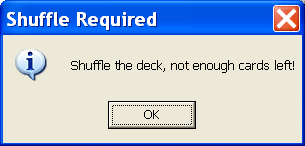 Shuffle Required
Shuffle the deck, not enough cards left!
OK